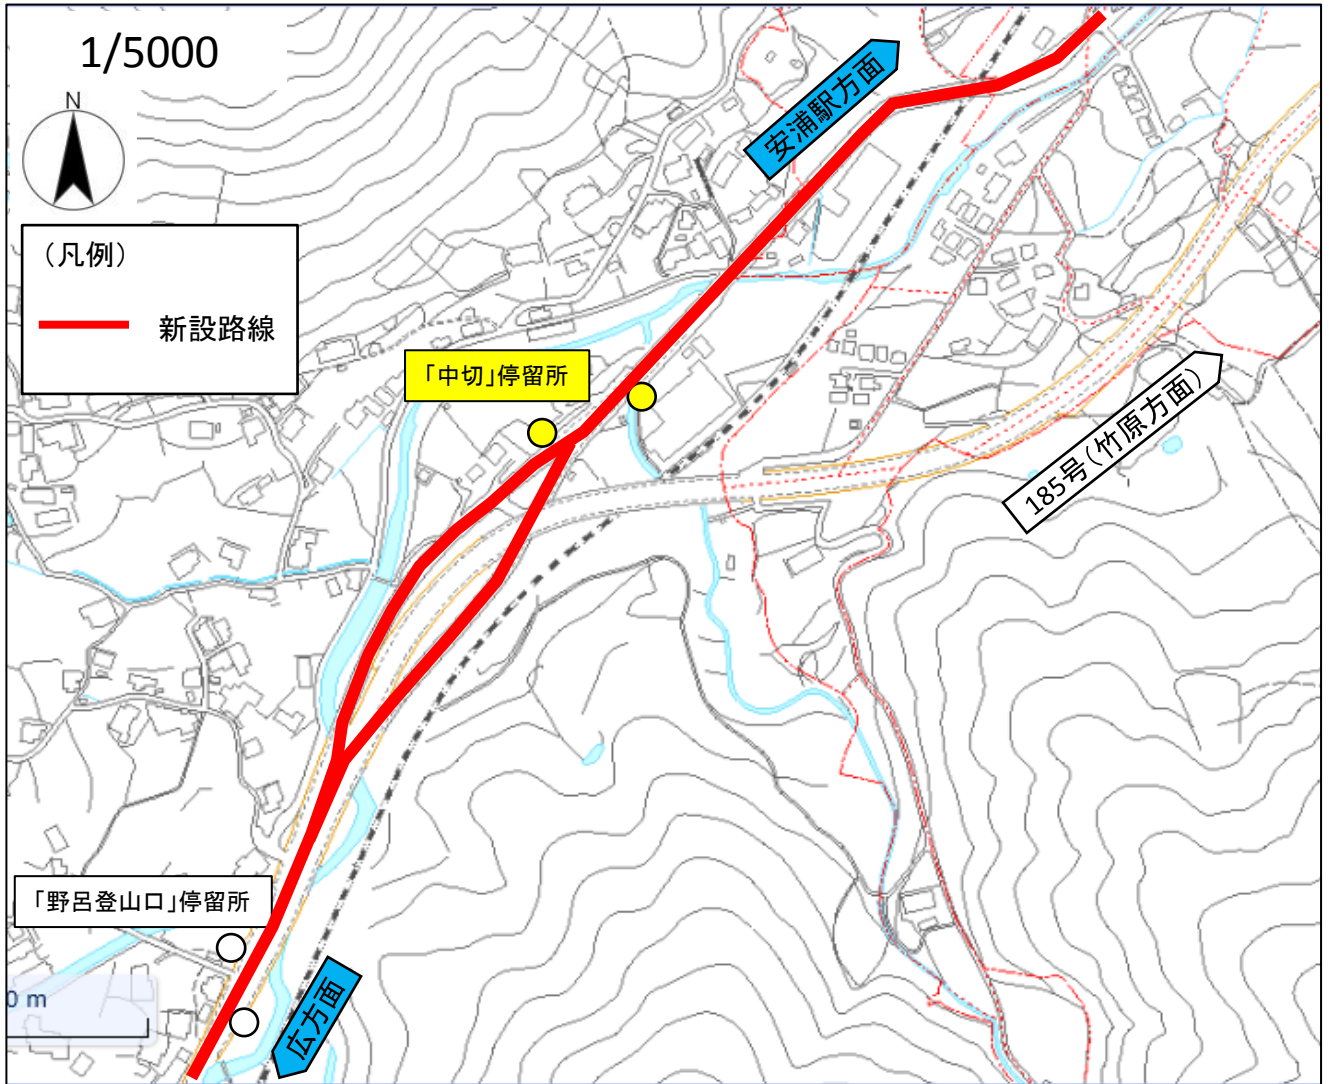 1/5000
N
安浦駅方面
（凡例）
新設路線
「中切」停留所
185号（竹原方面）
「野呂登山口」停留所
0 m
広方面